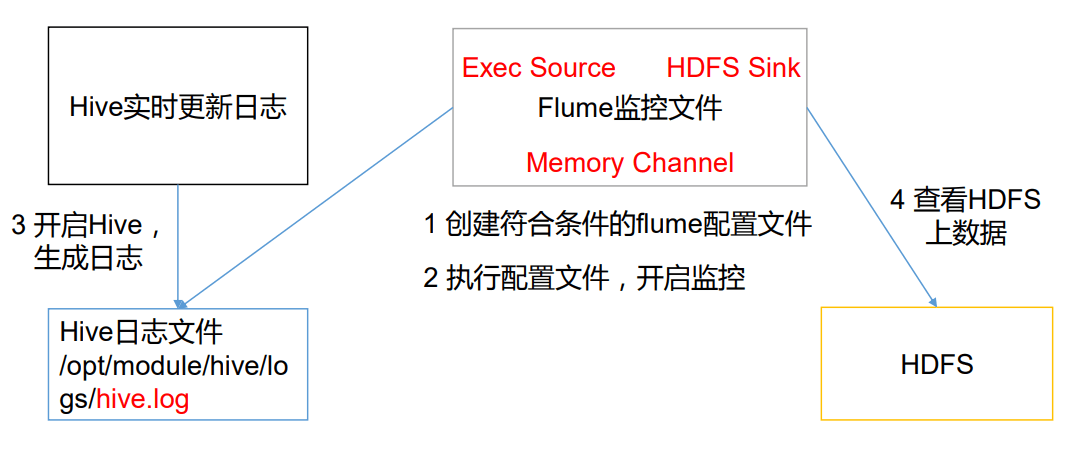 Hive实时更新日志
Exec Source
HDFS Sink
Flume监控文件
Memory Channel
3 开启Hive，
生成日志
1 创建符合条件的flume配置文件
2 执行配置文件，开启监控
4 查看HDFS
上数据
Hive日志文件
/opt/module/hive/lo
gs/hive.log
HDFS